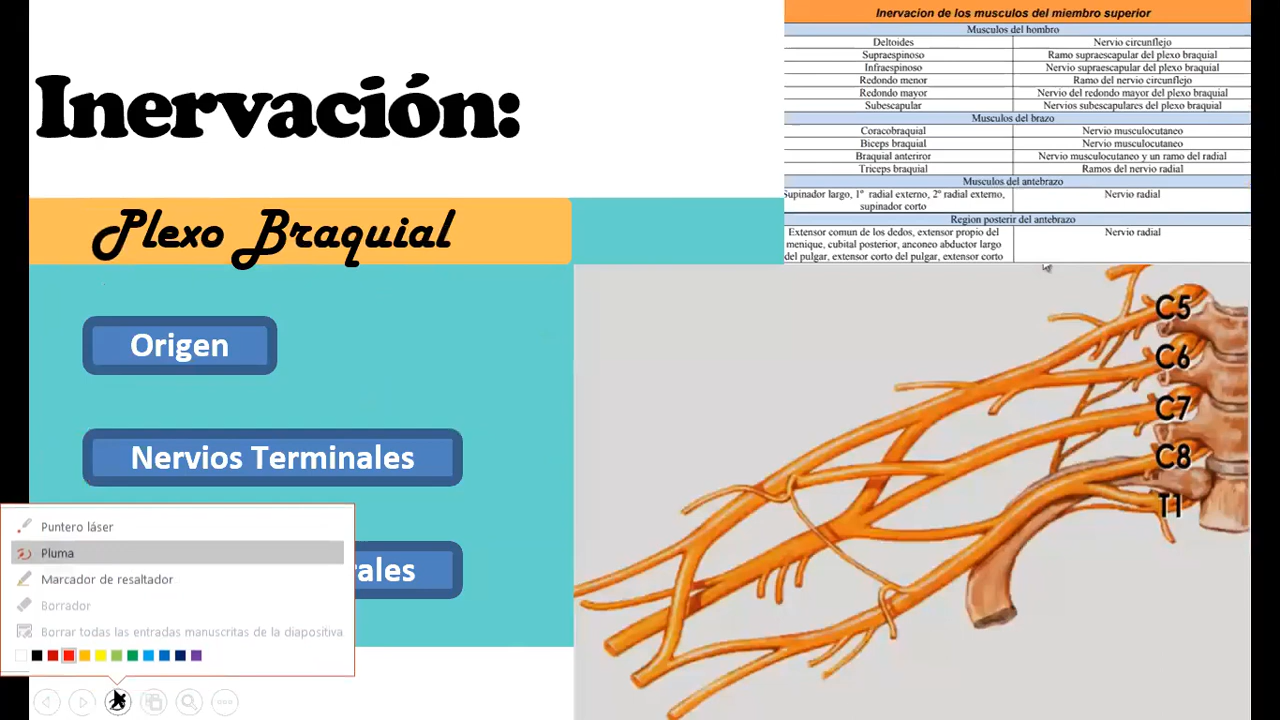 Inervación:
Plexo Braquial
Origen
Nervios Terminales
rales
Puntero láser
Pluma
Marcador de resaltador
Borrador
Borrar todas las entradas manuscritas de la diapositiva
Inervacion de los musculos del miembro superior
Musculos del hombro
Deltoides Nervio circunflejo
Supraespinoso Ramo supraescapular del plexo braquial
Infraespinoso Nervio supraescapular del plexo braquial
Redondo menor Ramo del nervio circunflejo
Redondo mayor Nervio del redondo mayor del plexo braquial
Subescapular Nervios subescapulares del plexo braquial
Musculos del brazo
Coracobraquial Nervio musculocutaneo
Biceps braquial Nervio musculocutaneo
Braquial anteriror Nervio musculocutaneo y un ramo del radial
Triceps braquial Ramos del nervio radial
Musculos del antebrazo
Supinador largo, 1º radial externo, 2º radial externo, Nervio radial
supinador corto
Region posterir del antebrazo
Extensor comun de los dedos, extensor propio del Nervio radial
menique, cubital posterior, anconeo abductor largo
del pulgar, extensor corto del pulgar, extensor corto
C5
C6
C7
C8
T1